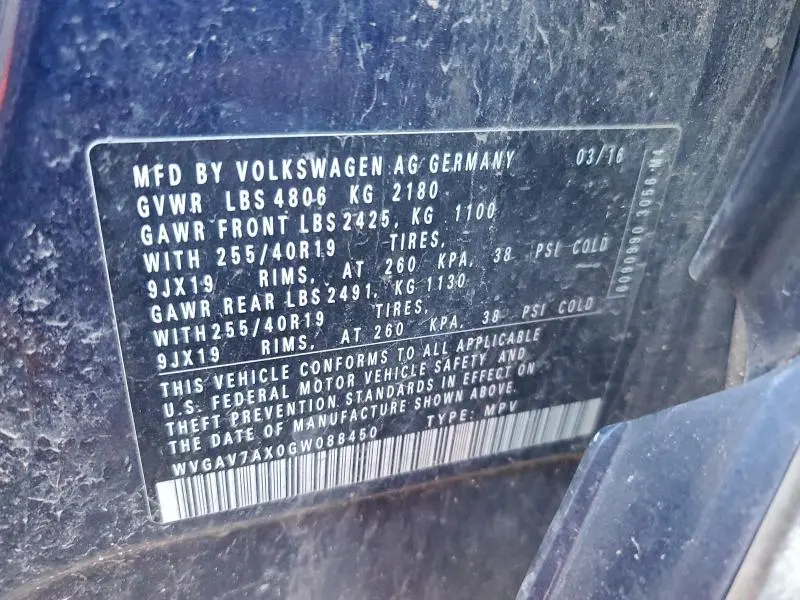 MFD BY VOLKSWAGEN AG GERMANY 03/16
GVWR LBS 4806 KG 2180
GAWR FRONT LBS 2425, KG 1100
WITH 255/40R19 TIRES,
9JX19 RIMS, AT 260 KPA, 38 PSI COLD
GAWR REAR LBS 2491, KG 1130
WITH 255/40R19 TIRES,
9JX19 RIMS, AT 260 KPA, 38 PSI COLD
THIS VEHICLE CONFORMS TO ALL APPLICABLE
U.S. FEDERAL MOTOR VEHICLE SAFETY AND
THEFT PREVENTION STANDARDS IN EFFECT ON
THE DATE OF MANUFACTURE SHOWN ABOVE.
WVGAV7AX0GW088450 TYPE: MPV